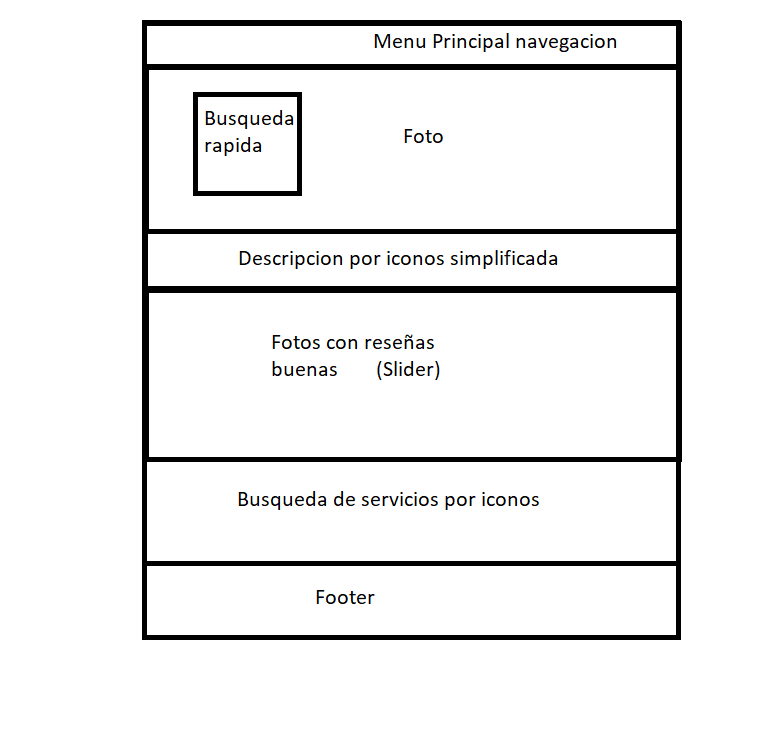 Menu Principal navegacion
Busqueda
rapida
Foto
Descripcion por iconos simplificada
Fotos con reseñas
buenas (Slider)
Busqueda de servicios por iconos
Footer